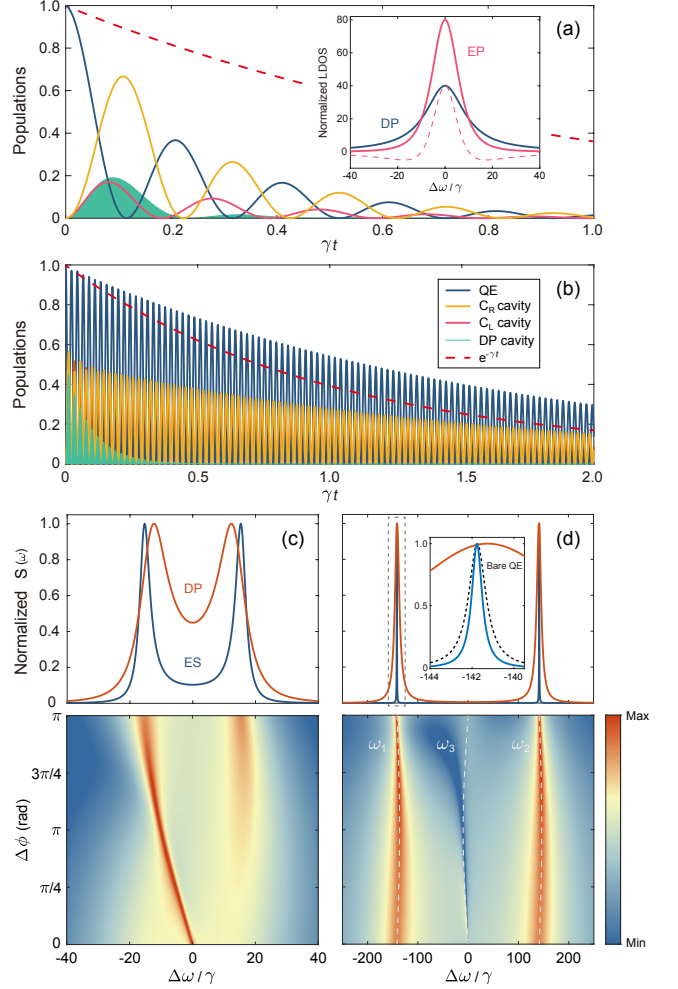 1.0
0.8
0.6
0.4
0.2
0
Populations
(a)
80
60
40
20
0
Normalized LDOS
EP
DP
-40
-20
0
20
40
Δω / γ
0
0.2
0.4
0.6
0.8
1.0
γ t
1.0
0.8
0.6
0.4
0.2
0
Populations
(b)
QE
C_R cavity
C_L cavity
DP cavity
e^-γt
0
0.5
1.0
1.5
2.0
γ t
1.0
0.8
0.6
0.4
0.2
Normalized S(ω)
(c)
DP
ES
(d)
1
0.5
0
Bare QE
-144
-142
-140
π
3π/4
π
π/4
0
Δϕ (rad)
-40
-20
0
20
40
Δω / γ
ω₁
ω₃
ω₂
-200
-100
0
100
200
Δω / γ
Max
Min